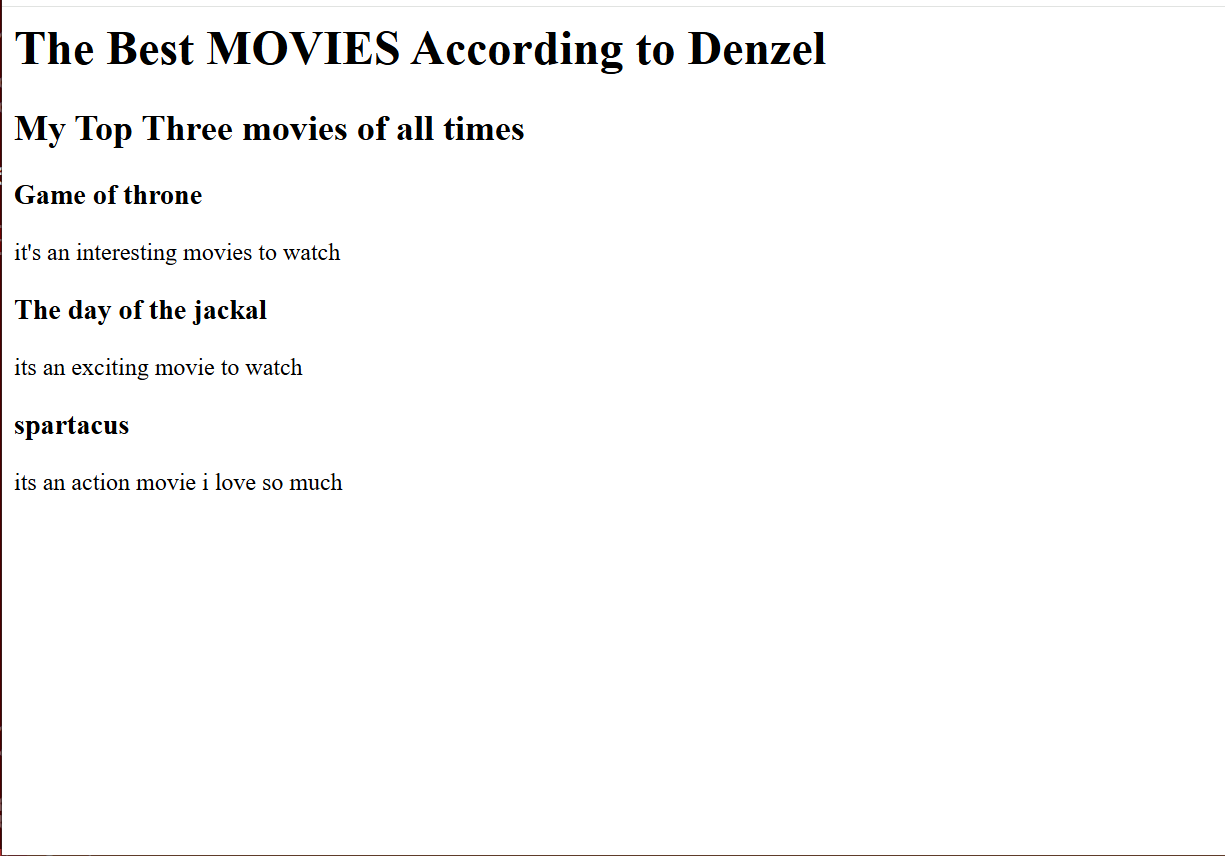 The Best MOVIES According to Denzel
My Top Three movies of all times
Game of throne
it's an interesting movies to watch
The day of the jackal
its an exciting movie to watch
spartacus
its an action movie i love so much